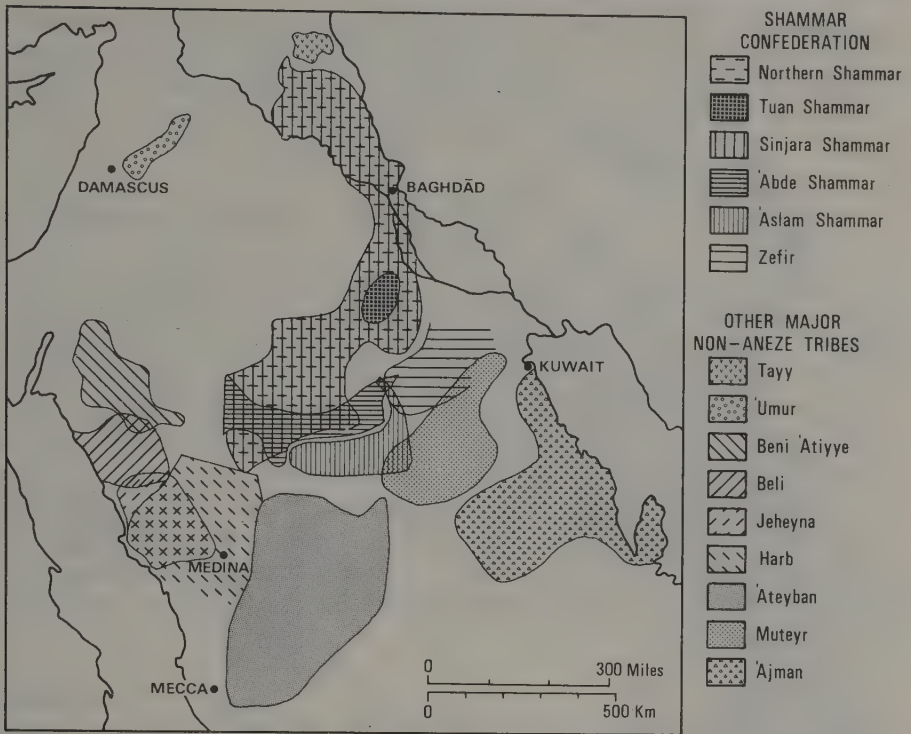 DAMASCUS
BAGHDĀD
KUWAIT
MEDINA
MECCA
0 300 Miles
0 500 Km
SHAMMAR
CONFEDERATION
Northern Shammar
Tuan Shammar
Sinjara Shammar
'Abde Shammar
'Aslam Shammar
Zefir
OTHER MAJOR
NON-ANEZE TRIBES
Tayy
'Umur
Beni 'Atiyye
Beli
Jeheyna
Harb
'Ateyban
Muteyr
'Ajman